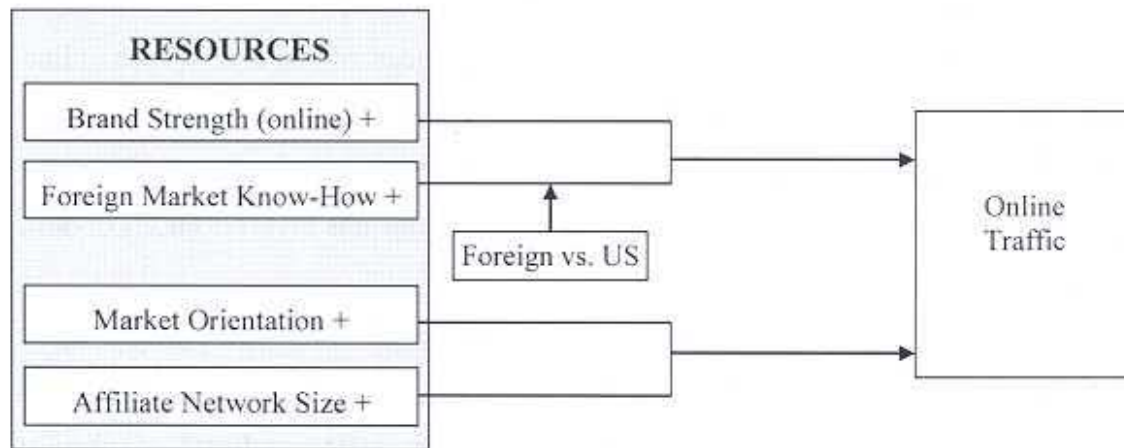 RESOURCES
Brand Strength (online) +
Foreign Market Know-How +
Foreign vs. US
Market Orientation +
Affiliate Network Size +
Online
Traffic